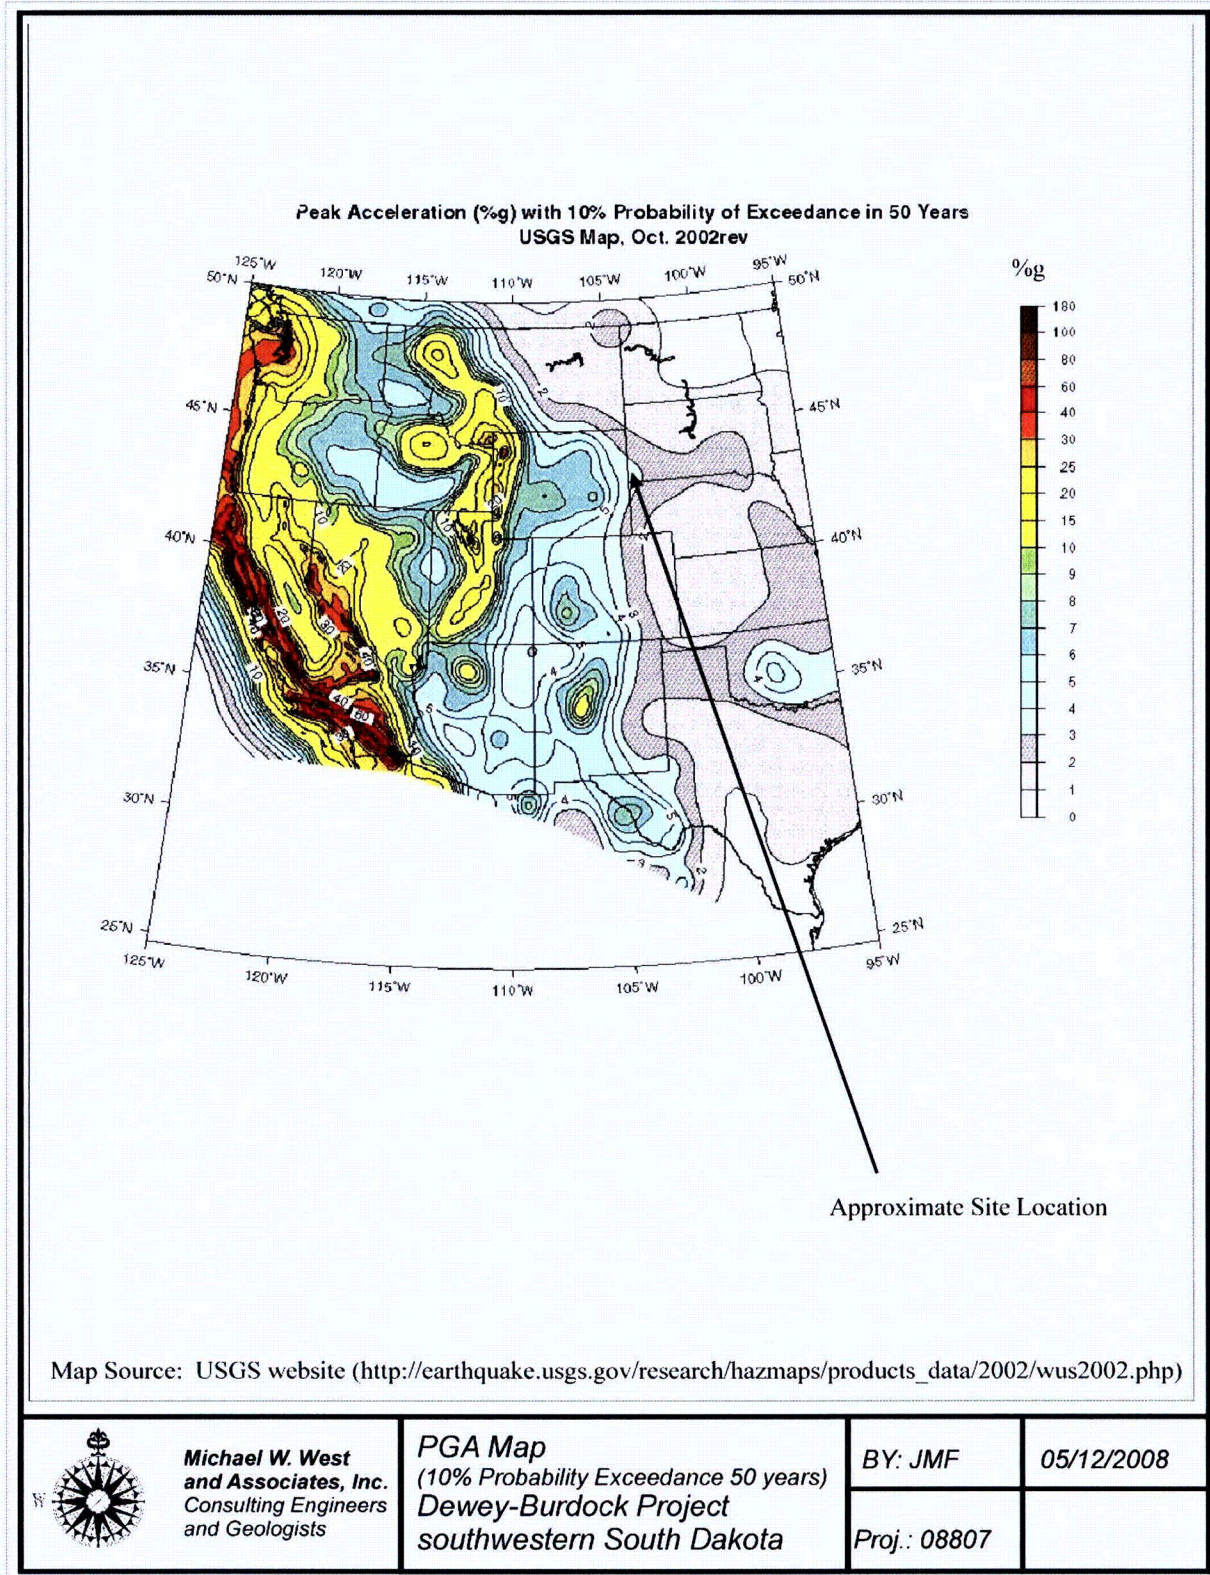 Peak Acceleration (%g) with 10% Probability of Exceedance in 50 Years
USGS Map, Oct. 2002rev
125°W 120°W 115°W 110°W 105°W 100°W 95°W
50°N 50°N
%g
180
100
80
60
40
30
25
20
15
10
9
8
7
6
5
4
3
2
1
0
45°N 45°N
40°N 40°N
35°N 35°N
30°N 30°N
25°N 25°N
125°W 120°W 115°W 110°W 105°W 100°W 95°W
Approximate Site Location
Map Source: USGS website (http://earthquake.usgs.gov/research/hazmaps/products_data/2002/wus2002.php)
W
Michael W. West
and Associates, Inc.
Consulting Engineers
and Geologists
PGA Map
(10% Probability Exceedance 50 years)
Dewey-Burdock Project
southwestern South Dakota
BY: JMF
05/12/2008
Proj.: 08807